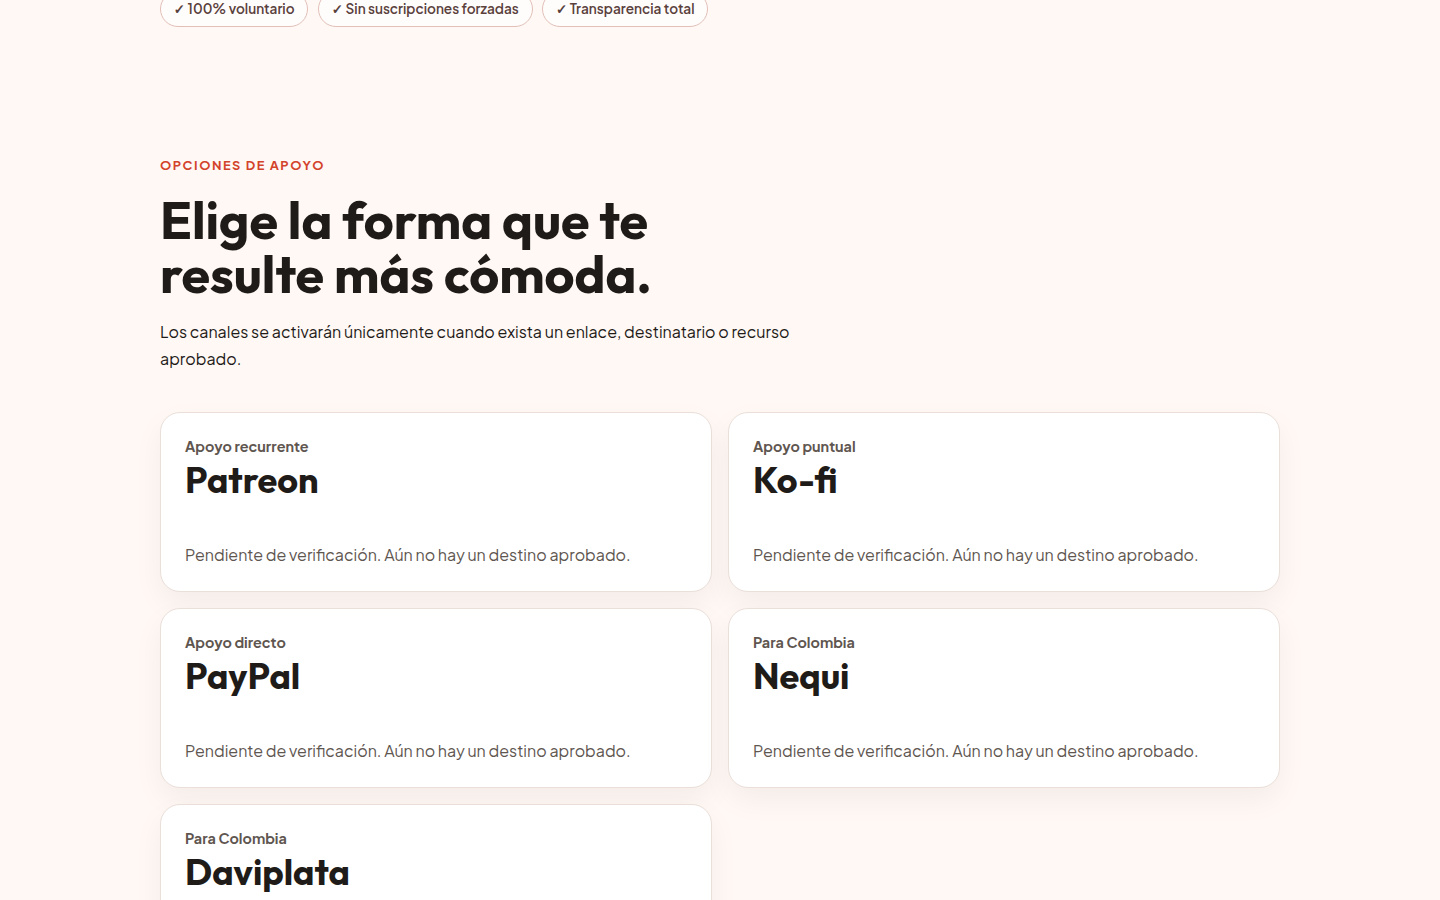 ✓ 100% voluntario
✓ Sin suscripciones forzadas
✓ Transparencia total
OPCIONES DE APOYO
Elige la forma que te
resulte más cómoda.
Los canales se activarán únicamente cuando exista un enlace, destinatario o recurso
aprobado.
Apoyo recurrente
Patreon
Pendiente de verificación. Aún no hay un destino aprobado.
Apoyo puntual
Ko-fi
Pendiente de verificación. Aún no hay un destino aprobado.
Apoyo directo
PayPal
Pendiente de verificación. Aún no hay un destino aprobado.
Para Colombia
Nequi
Pendiente de verificación. Aún no hay un destino aprobado.
Para Colombia
Daviplata